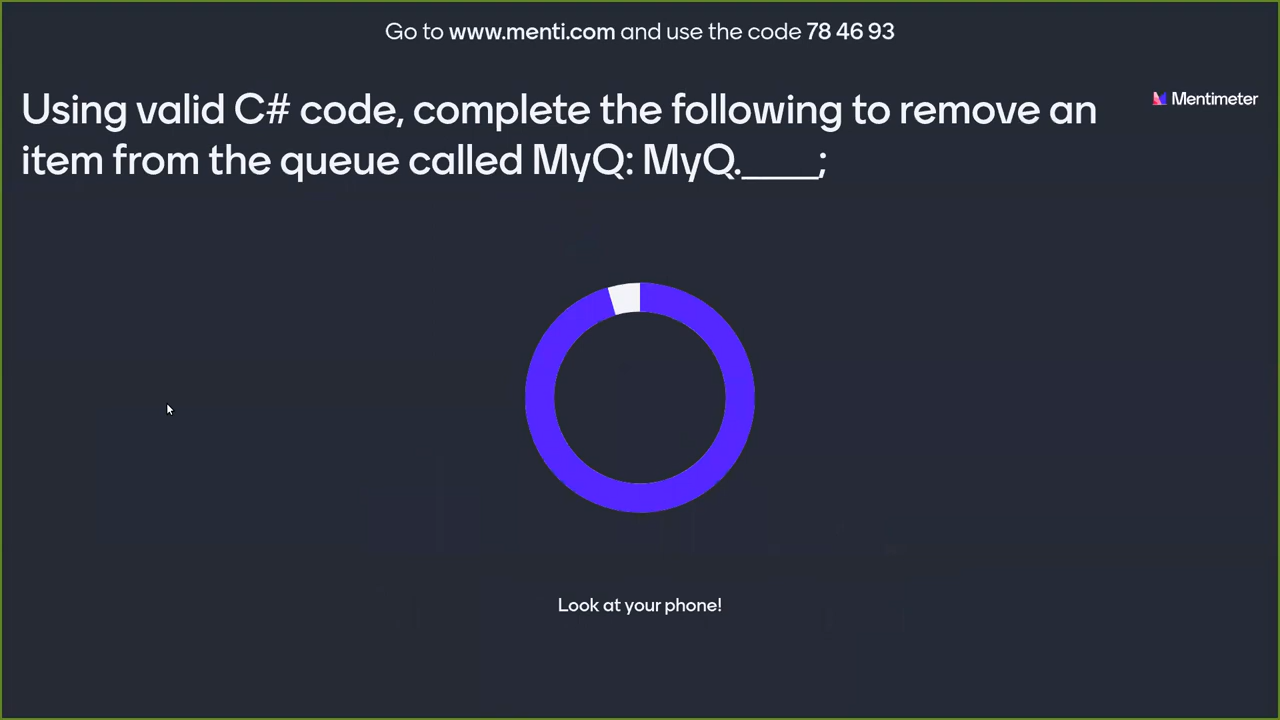 Go to www.menti.com and use the code 78 46 93
Using valid C# code, complete the following to remove an
item from the queue called MyQ: MyQ.____;
Mentimeter
Look at your phone!